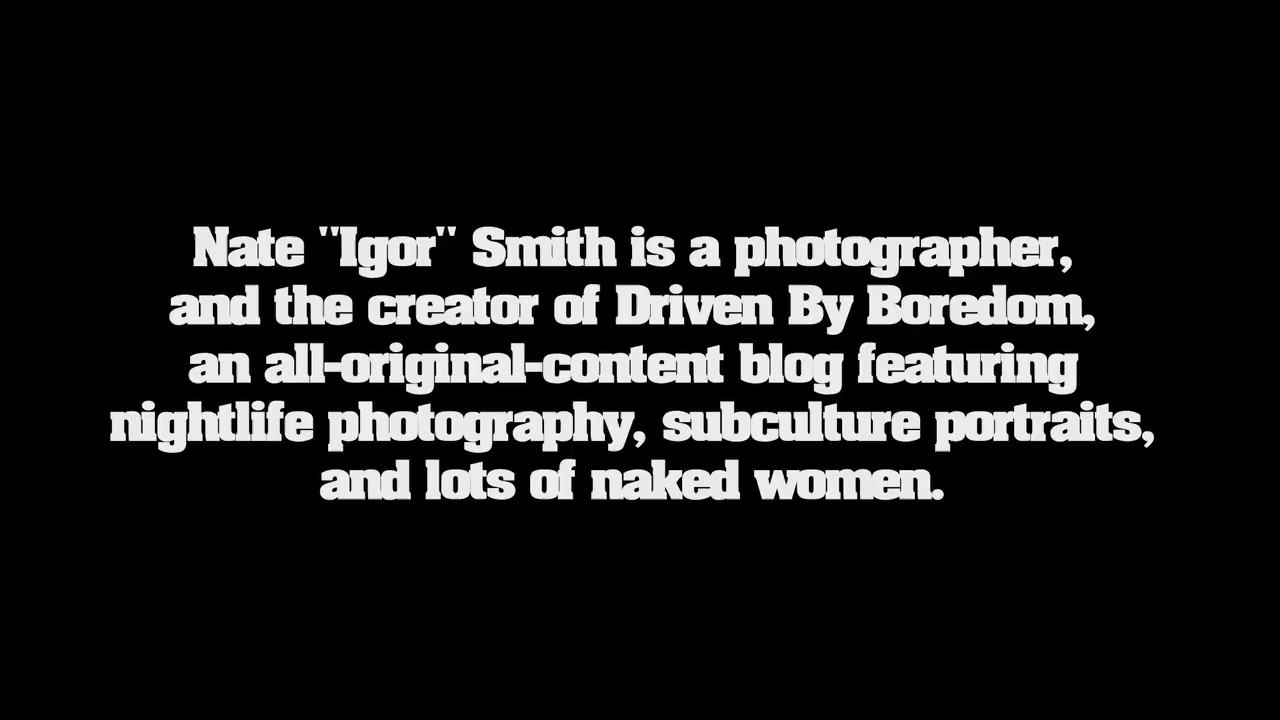 Nate "Igor" Smith is a photographer,
and the creator of Driven By Boredom,
an all-original-content blog featuring
nightlife photography, subculture portraits,
and lots of naked women.